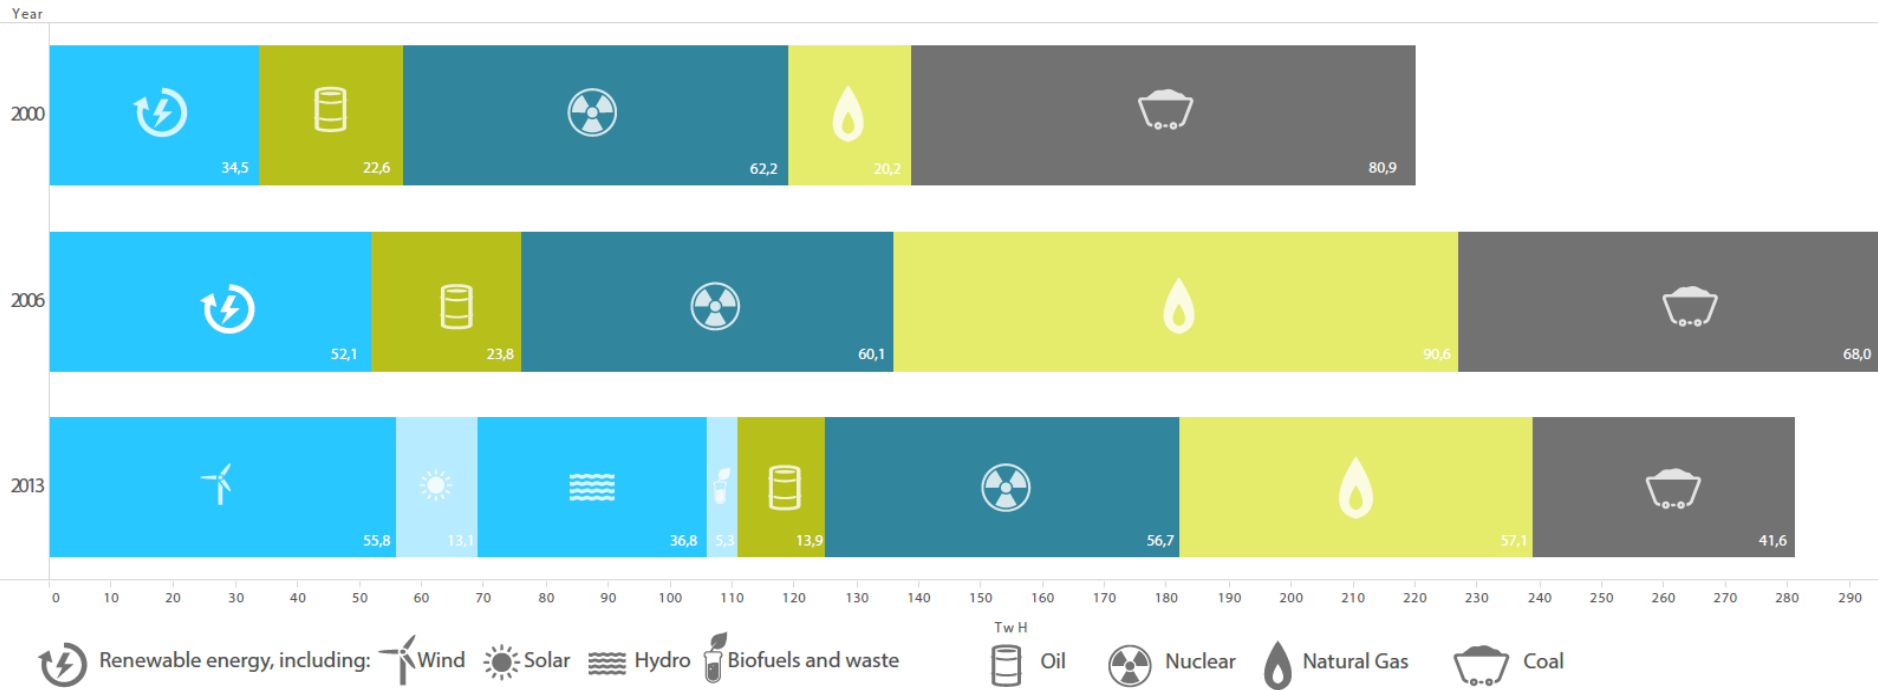 Year
2000
34,5 22,6 62,2 20,2 80,9
2006
52,1 23,8 60,1 90,6 68,0
2013
55,8 13,1 36,8 5,3 13,9 56,7 57,1 41,6
0 10 20 30 40 50 60 70 80 90 100 110 120 130 140 150 160 170 180 190 200 210 220 230 240 250 260 270 280 290
TwH
Renewable energy, including: Wind Solar Hydro Biofuels and waste Oil Nuclear Natural Gas Coal